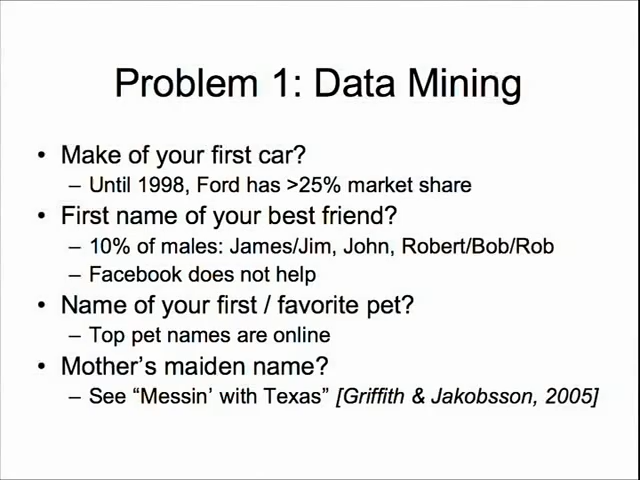 Problem 1: Data Mining
• Make of your first car?
– Until 1998, Ford has >25% market share
• First name of your best friend?
– 10% of males: James/Jim, John, Robert/Bob/Rob
– Facebook does not help
• Name of your first / favorite pet?
– Top pet names are online
• Mother’s maiden name?
– See “Messin’ with Texas” [Griffith & Jakobsson, 2005]